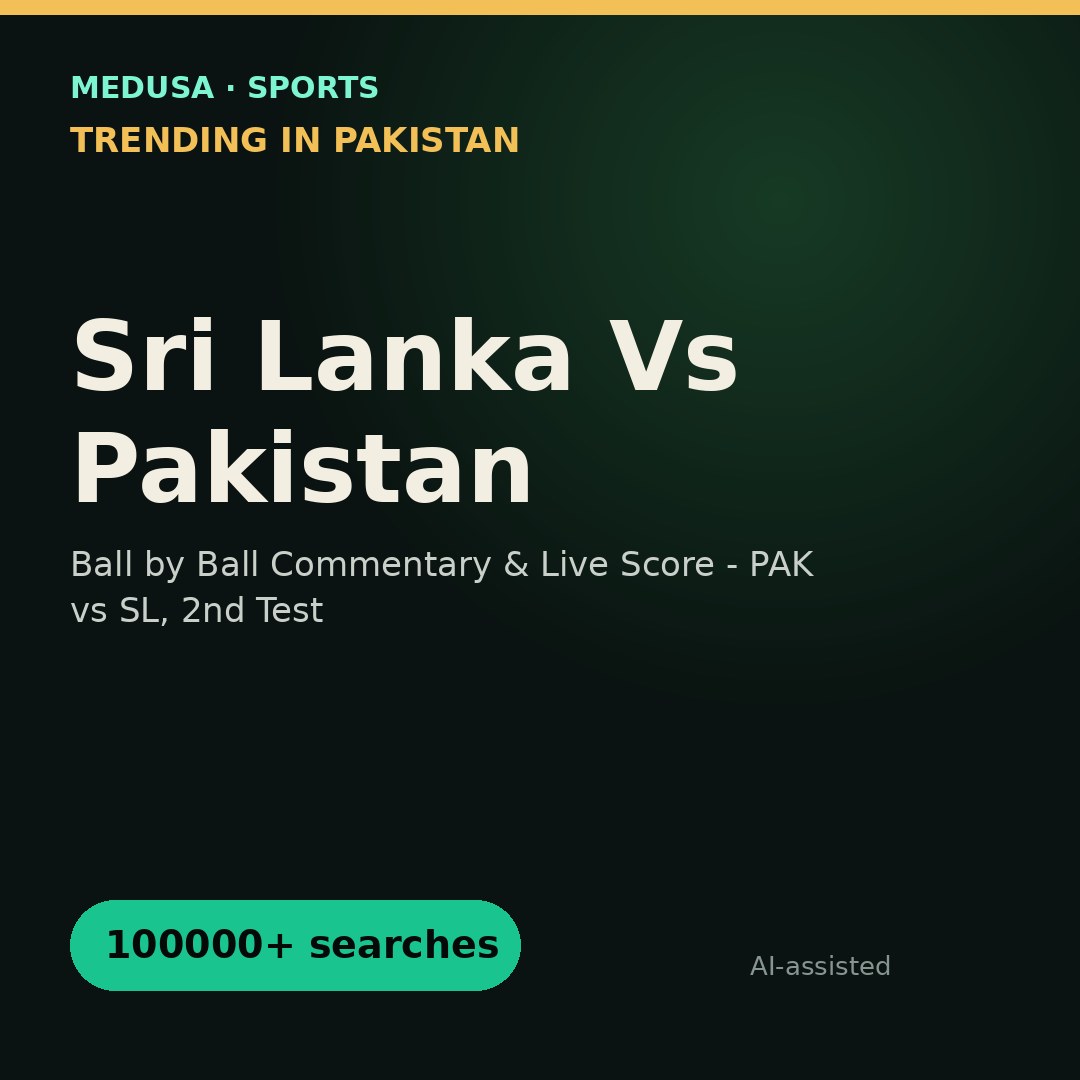 MEDUSA · SPORTS
TRENDING IN PAKISTAN
Sri Lanka Vs
Pakistan
Ball by Ball Commentary & Live Score - PAK
vs SL, 2nd Test
100000+ searches
AI-assisted